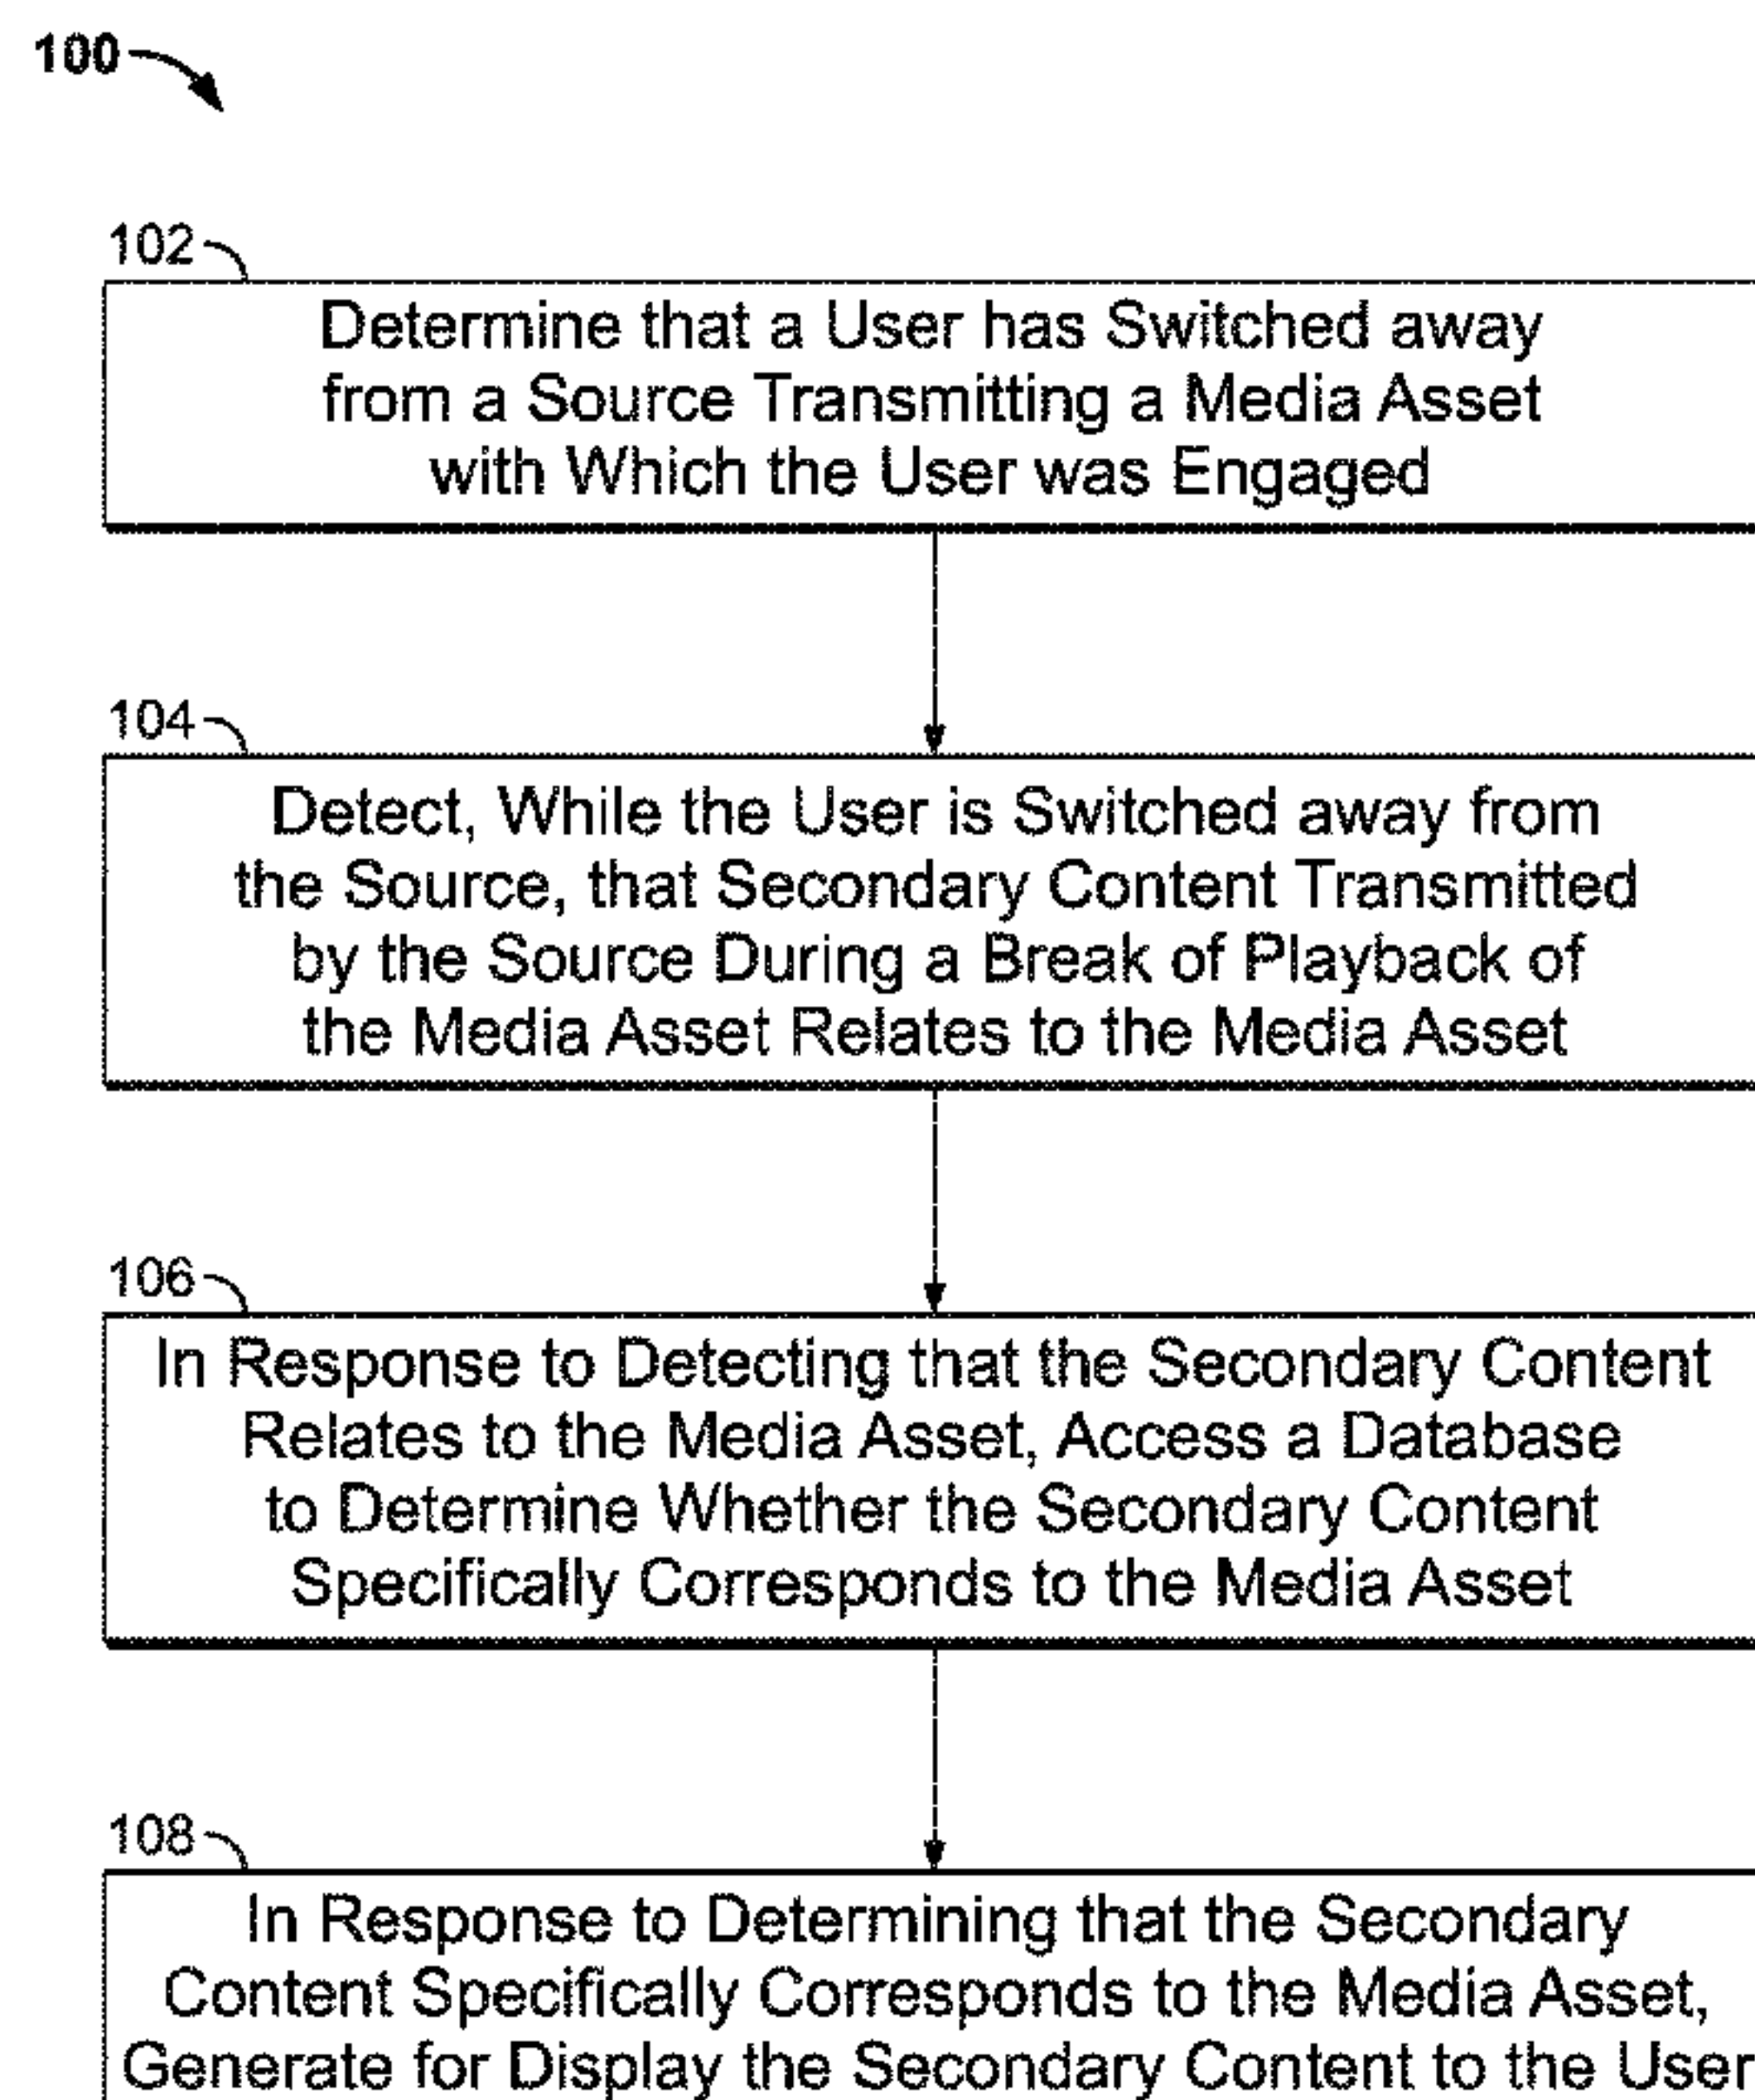 100
102
Determine that a User has Switched away
from a Source Transmitting a Media Asset
with Which the User was Engaged
104
Detect, While the User is Switched away from
the Source, that Secondary Content Transmitted
by the Source During a Break of Playback of
the Media Asset Relates to the Media Asset
106
In Response to Detecting that the Secondary Content
Relates to the Media Asset, Access a Database
to Determine Whether the Secondary Content
Specifically Corresponds to the Media Asset
108
In Response to Determining that the Secondary
Content Specifically Corresponds to the Media Asset,
Generate for Display the Secondary Content to the User